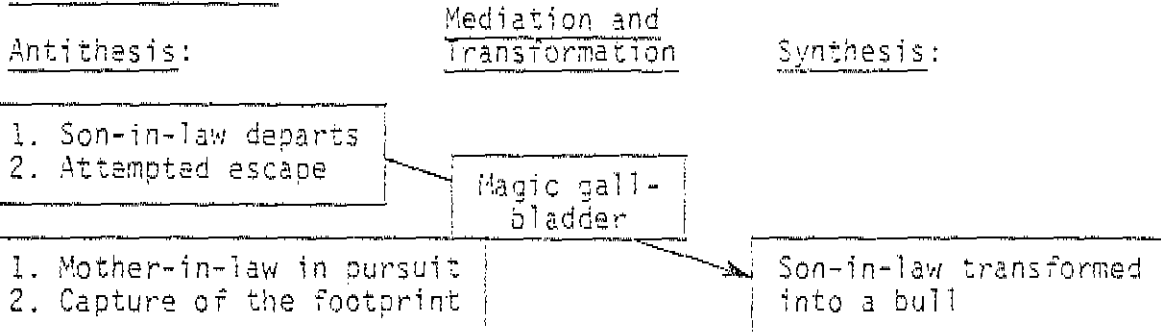 Mediation and
Antithesis: Transformation Synthesis:
1. Son-in-law departs
2. Attempted escape
Magic gall-
bladder
1. Mother-in-law in pursuit
2. Capture of the footprint
Son-in-law transformed
into a bull